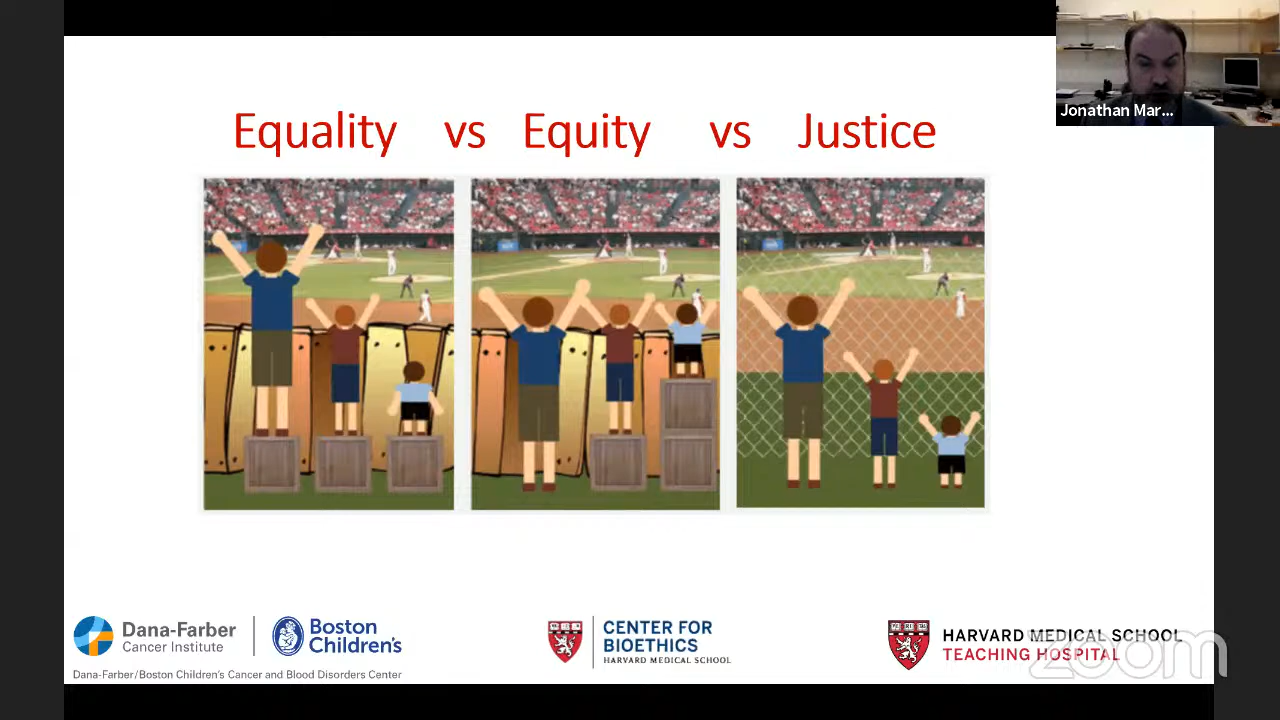 Jonathan Mar...
Equality vs Equity vs Justice
Dana-Farber
Cancer Institute
Boston
Children's
Dana-Farber/Boston Children's Cancer and Blood Disorders Center
CENTER FOR
BIOETHICS
HARVARD MEDICAL SCHOOL
HARVARD MEDICAL SCHOOL
TEACHING HOSPITAL
zoom